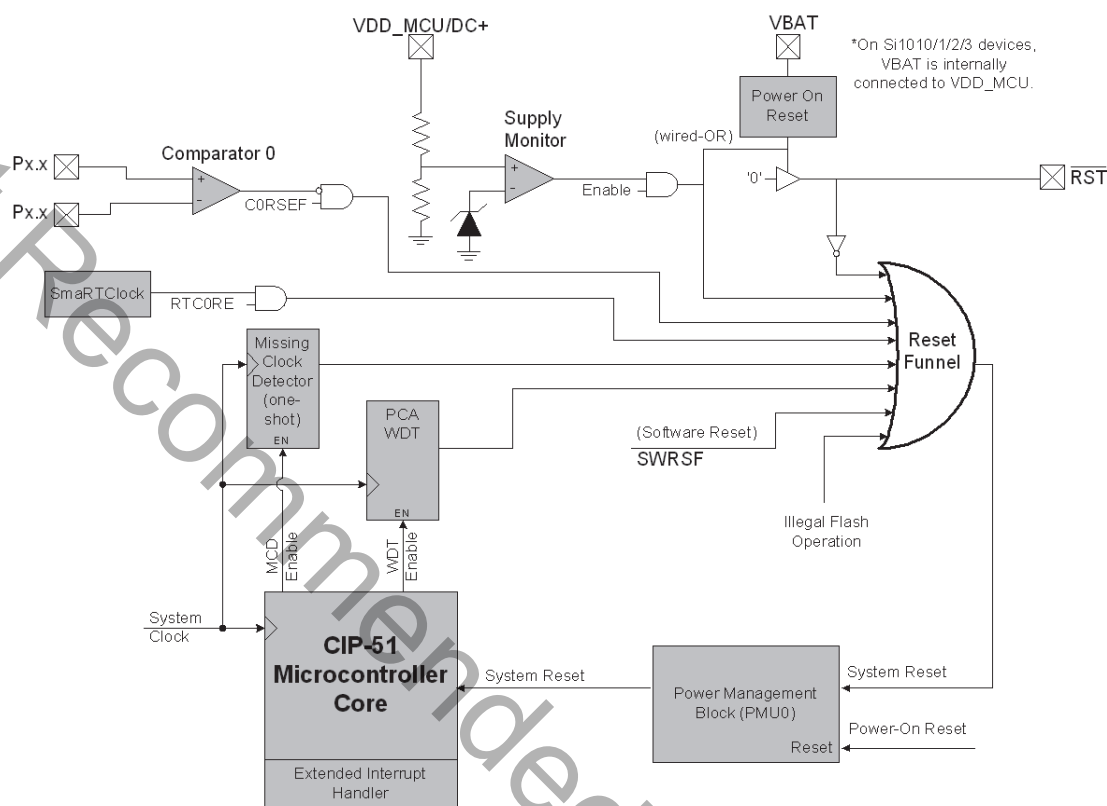 VDD_MCU/DC+
VBAT
*On Si1010/1/2/3 devices,
VBAT is internally
connected to VDD_MCU.
Power On
Reset
Supply
Monitor
(wired-OR)
Comparator 0
Px.x
+
-
Px.x
C0RSEF
+
-
Enable
'0'
RST
SmaRTClock
RTC0RE
Missing
Clock
Detector
(one-
shot)
EN
PCA
WDT
EN
Reset
Funnel
(Software Reset)
SWRSF
Illegal Flash
Operation
MCD
Enable
WDT
Enable
System
Clock
CIP-51
Microcontroller
Core
Extended Interrupt
Handler
System Reset
Power Management
Block (PMU0)
Reset
System Reset
Power-On Reset
Recommended